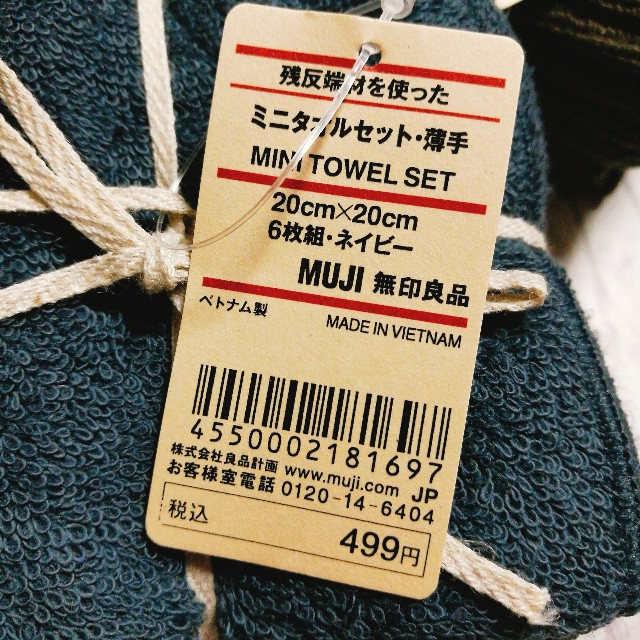 残反端材を使った
ミニタオルセット・薄手
MINI TOWEL SET
20cm×20cm
6枚組・ネイビー
MUJI 無印良品
ベトナム製
MADE IN VIETNAM
4550002181697
株式会社良品計画 www.muji.com JP
お客様室電話 0120-14-6404
税込
499円